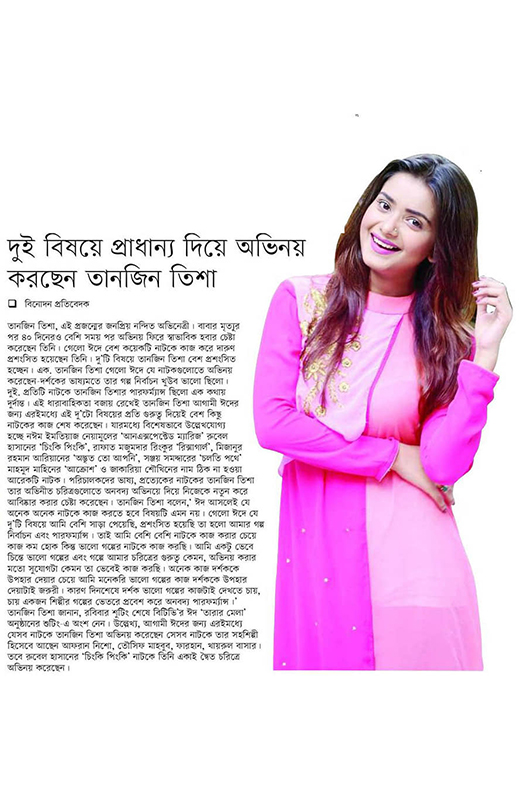 দুই বিষয়ে প্রাধান্য দিয়ে অভিনয়
করছেন তানজিন তিশা
❑ বিনোদন প্রতিবেদক
তানজিন তিশা, এই প্রজন্মের জনপ্রিয় নন্দিত অভিনেত্রী। বাবার মৃত্যুর
পর ৪০ দিনেরও বেশি সময় পর অভিনয় ফিরে স্বাভাবিক হবার চেষ্টা
করেছেন তিনি। গেলো ঈদে বেশ কয়েকটি নাটকে কাজ করে দারুণ
প্রশংসিত হয়েছেন তিনি। দু’টি বিষয়ে তানজিন তিশা বেশ প্রশংসিত
হচ্ছেন। এক. তানজিন তিশা গেলো ঈদে যে নাটকগুলোতে অভিনয়
করেছেন-দর্শকের ভাষ্যমতে তার গল্প নির্বাচন খুউব ভালো ছিলো।
দুই. প্রতিটি নাটকে তানজিন তিশার পারফর্ম্যান্স ছিলো এক কথায়
দুর্দান্ত। এই ধারাবাহিকতা বজায় রেখেই তানজিন তিশা আগামী ঈদের
জন্য এরইমধ্যে এই দু’টো বিষয়ের প্রতি গুরুত্ব দিয়েই বেশ কিছু
নাটকের কাজ শেষ করেছেন। যারমধ্যে বিশেষভাবে উল্লেখযোগ্য
হচ্ছে নঈম ইমতিয়াজ নেয়ামূলের ‘আনএক্সপেক্টেড ম্যারিজ’ রুবেল
হাসানের ‘চিংকি পিংকি’, রাফাত মজুমদার রিংকুর ‘রিক্সাগার্ল’, মিজানুর
রহমান আরিয়ানের ‘অদ্ভুত তো আপনি’, সঞ্জয় সমদ্দারের ‘চলতি পথে’
মাহমুদ মাহিনের ‘আক্রোশ’ ও জাকারিয়া শৌখিনের নাম ঠিক না হওয়া
আরেকটি নাটক। পরিচালকদের ভাষ্য, প্রত্যেকের নাটকের তানজিন তিশা
তার অভিনীত চরিত্রগুলোতে অনবদ্য অভিনয়ে দিয়ে নিজেকে নতুন করে
আবিষ্কার করার চেষ্টা করেছেন। তানজিন তিশা বলেন,‘ ঈদ আসলেই যে
অনেক অনেক নাটকে কাজ করতে হবে বিষয়টি এমন নয়। গেলো ঈদে যে
দু’টি বিষয়ে আমি বেশি সাড়া পেয়েছি, প্রশংসিত হয়েছি তা হলো আমার গল্প
নির্বাচন এবং পারফর্ম্যান্স। তাই আমি বেশি বেশি নাটকে কাজ করার চেয়ে
কাজ কম হোক কিন্তু ভালো গল্পের নাটকে কাজ করছি। আমি একটু ভেবে
চিন্তে ভালো গল্পের এবং গল্পে আমার চরিত্রের গুরুত্ব কেমন, অভিনয় করার
মতো সুযোগটা কেমন তা ভেবেই কাজ করছি। অনেক কাজ দর্শককে
উপহার দেয়ার চেয়ে আমি মনেকরি ভালো গল্পের কাজ দর্শককে উপহার
দেয়াটাই জরুরী। কারণ দিনশেষে দর্শক ভালো গল্পের কাজটাই দেখতে চায়,
চায় একজন শিল্পীর গল্পের ভেতরে প্রবেশ করে অনবদ্য পারফর্ম্যান্স।’
তানজিন তিশা জানান, রবিবার শুটিং শেষে বিটিভি’র ঈদ ‘তারার মেলা’
অনুষ্ঠানের শুটিং-এ অংশ নেন। উল্লেখ্য, আগামী ঈদের জন্য এরইমধ্যে
যেসব নাটকে তানজিন তিশা অভিনয় করেছেন সেসব নাটকে তার সহশিল্পী
হিসেবে আছেন আফরান নিশো, তৌসিফ মাহবুব, ফারহান, খায়রুল বাসার।
তবে রুবেল হাসানের ‘চিংকি পিংকি’ নাটকে তিনি একাই দ্বৈত চরিত্রে
অভিনয় করেছেন।